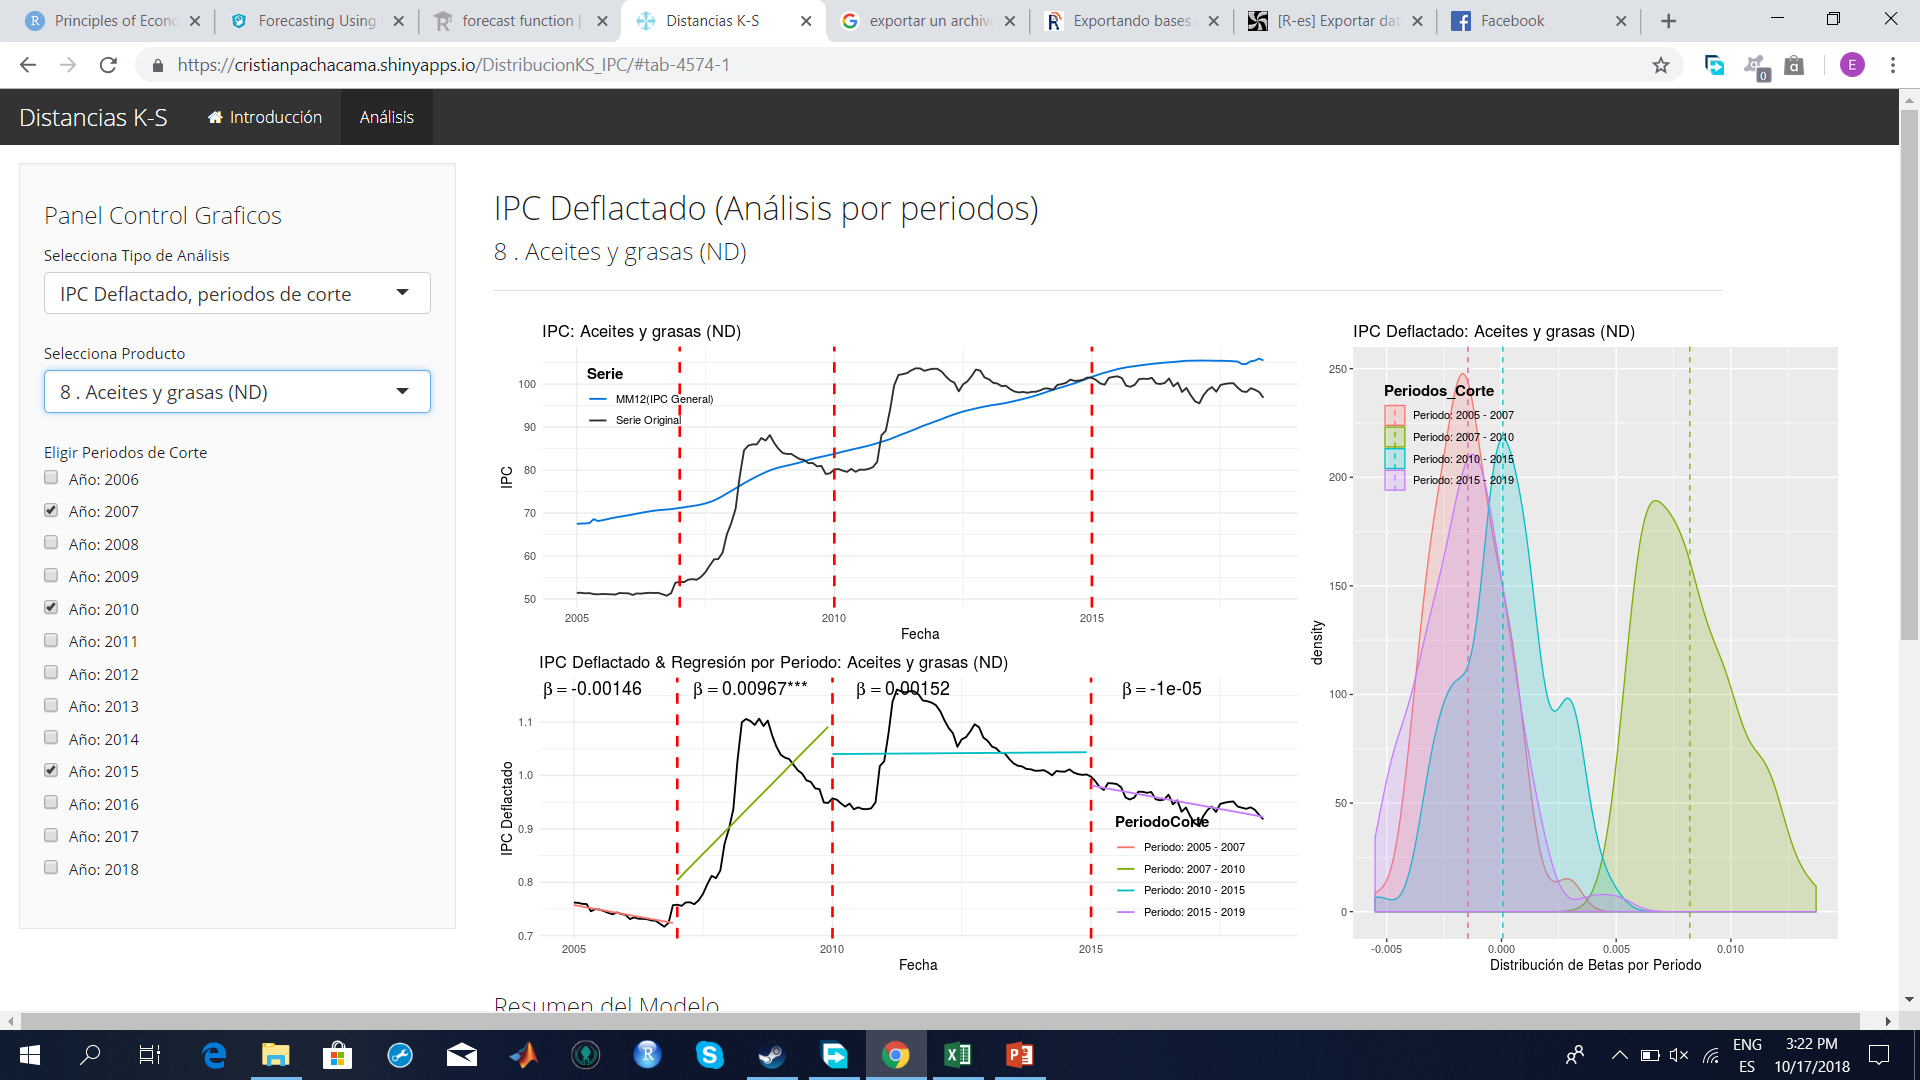 Principles of Econo
Forecasting Using
forecast function |
Distancias K-S
exportar un archivo
Exportando bases
[R-es] Exportar dat
Facebook
https://cristianpachacama.shinyapps.io/DistribucionKS_IPC/#tab-4574-1
0
E
Distancias K-S
Introducción
Análisis
Panel Control Graficos
Selecciona Tipo de Análisis
IPC Deflactado, periodos de corte
Selecciona Producto
8 . Aceites y grasas (ND)
Eligir Periodos de Corte
Año: 2006
Año: 2007
Año: 2008
Año: 2009
Año: 2010
Año: 2011
Año: 2012
Año: 2013
Año: 2014
Año: 2015
Año: 2016
Año: 2017
Año: 2018
IPC Deflactado (Análisis por periodos)
8 . Aceites y grasas (ND)
IPC: Aceites y grasas (ND)
Serie
MM12(IPC General)
Serie Original
100
90
80
70
60
50
IPC
2005
2010
2015
Fecha
IPC Deflactado & Regresión por Periodo: Aceites y grasas (ND)
β = -0.00146
β = 0.00967***
β = 0.00152
β = -1e-05
1.1
1.0
0.9
0.8
0.7
IPC Deflactado
PeriodoCorte
Periodo: 2005 - 2007
Periodo: 2007 - 2010
Periodo: 2010 - 2015
Periodo: 2015 - 2019
2005
2010
2015
Fecha
IPC Deflactado: Aceites y grasas (ND)
Periodos_Corte
Periodo: 2005 - 2007
Periodo: 2007 - 2010
Periodo: 2010 - 2015
Periodo: 2015 - 2019
250
200
150
100
50
0
density
-0.005
0.000
0.005
0.010
Distribución de Betas por Periodo
Resumen del Modelo
ENG
ES
3:22 PM
10/17/2018